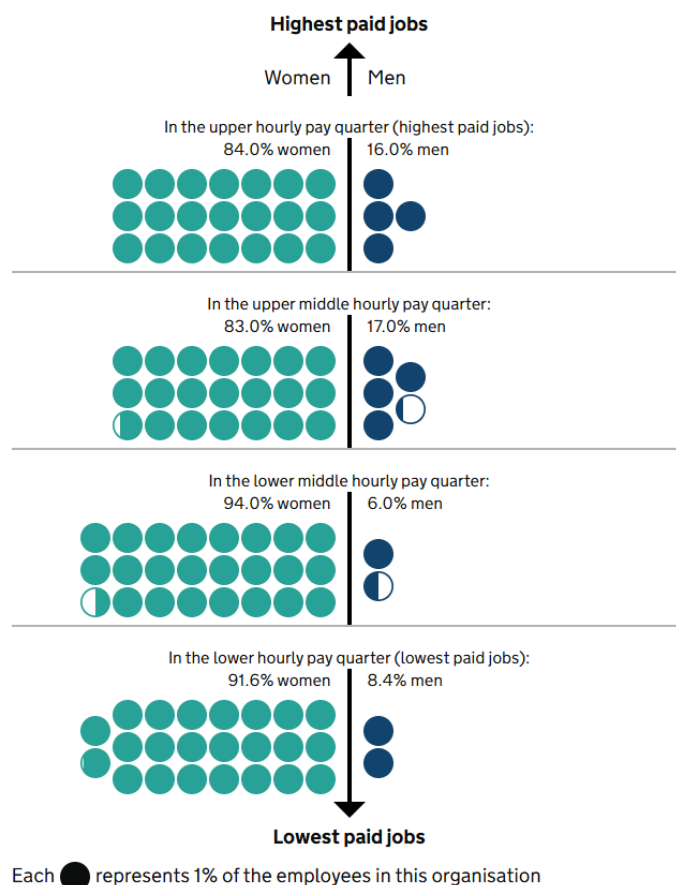 Highest paid jobs
Women Men
In the upper hourly pay quarter (highest paid jobs):
84.0% women 16.0% men
In the upper middle hourly pay quarter:
83.0% women 17.0% men
In the lower middle hourly pay quarter:
94.0% women 6.0% men
In the lower hourly pay quarter (lowest paid jobs):
91.6% women 8.4% men
Lowest paid jobs
Each represents 1% of the employees in this organisation